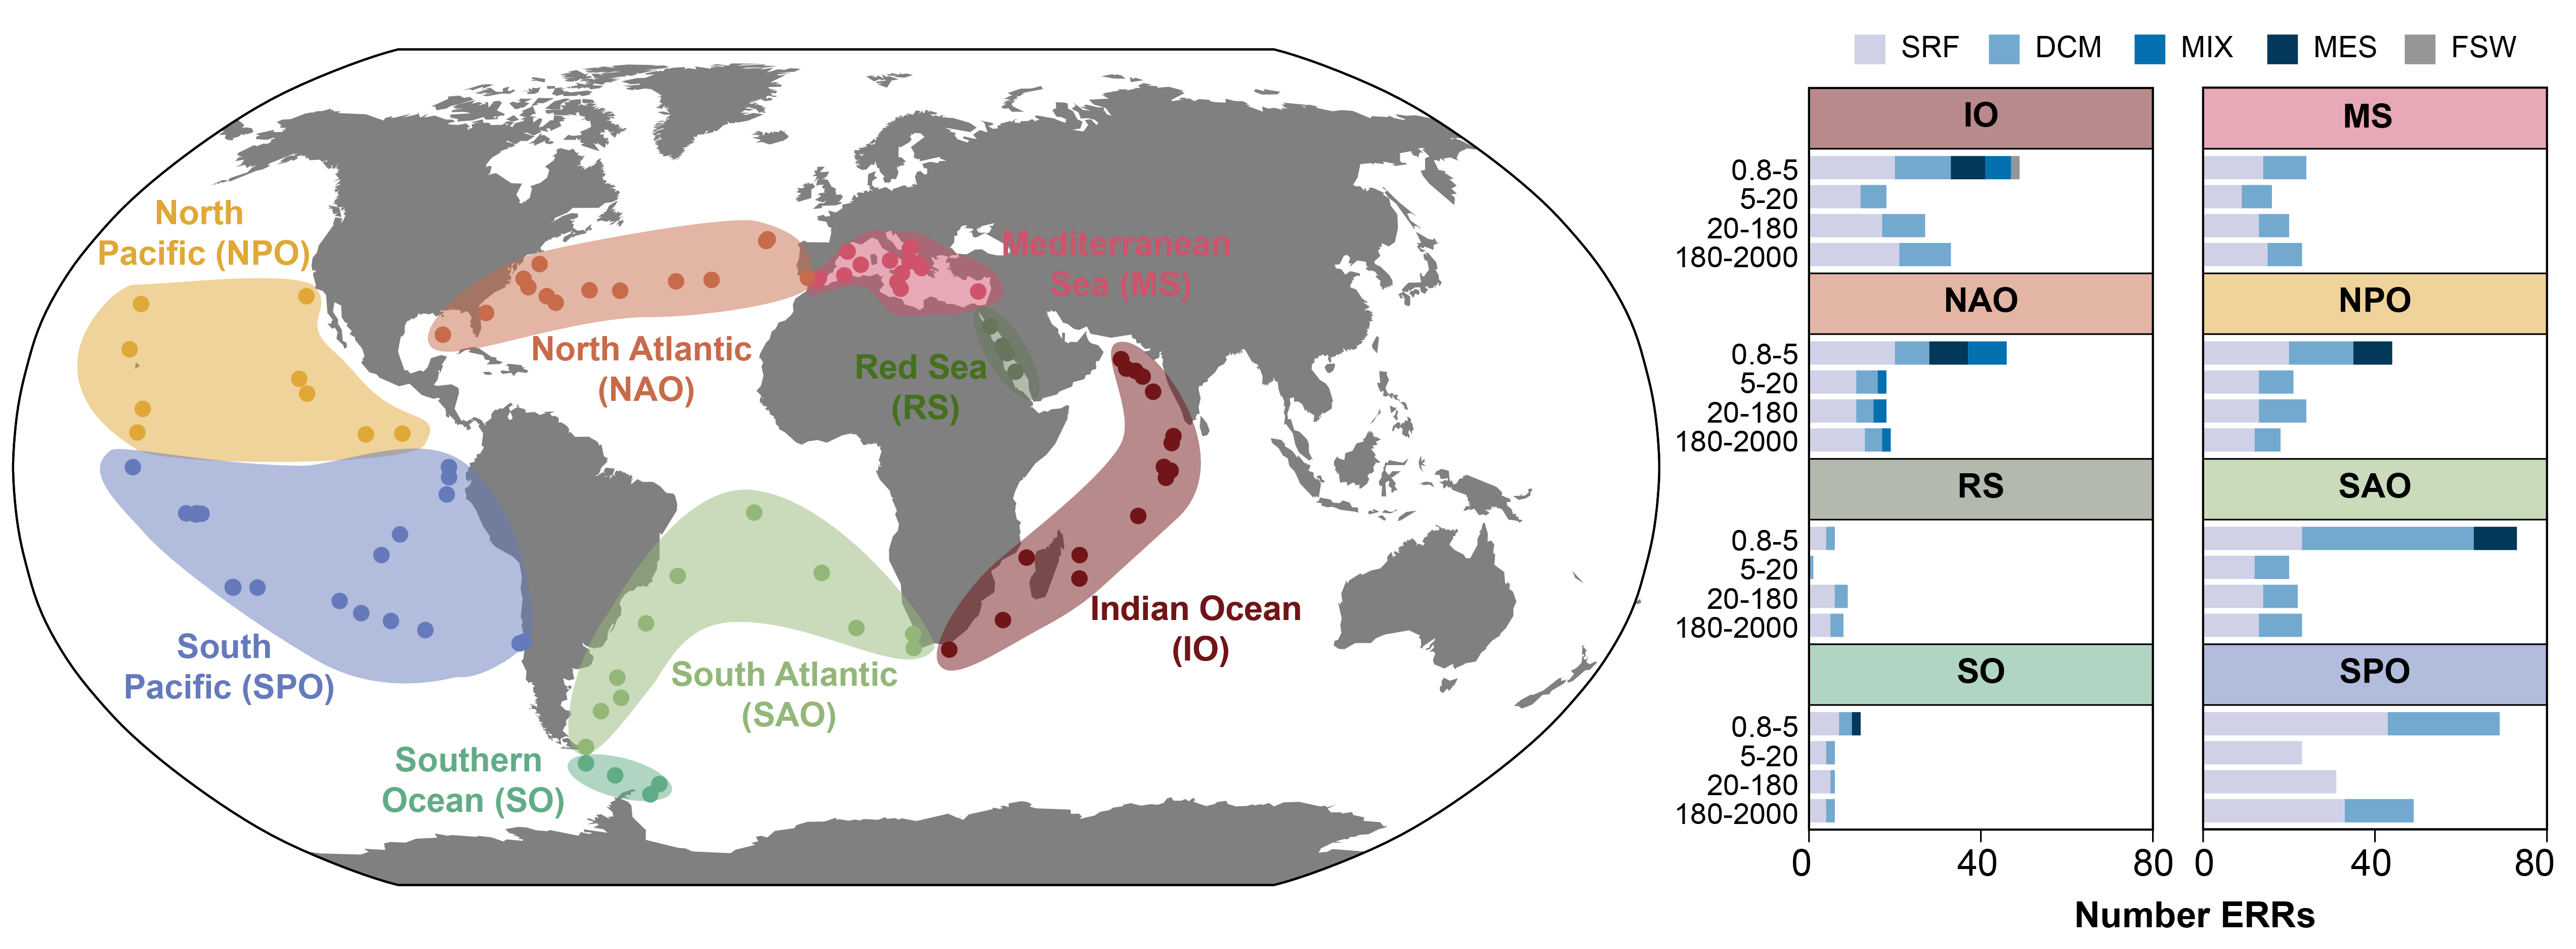 North
Pacific (NPO)
North Atlantic
(NAO)
Mediterranean
Sea (MS)
Red Sea
(RS)
South
Pacific (SPO)
South Atlantic
(SAO)
Indian Ocean
(IO)
Southern
Ocean (SO)
SRF DCM MIX MES FSW
IO MS
0.8-5
5-20
20-180
180-2000
NAO NPO
0.8-5
5-20
20-180
180-2000
RS SAO
0.8-5
5-20
20-180
180-2000
SO SPO
0.8-5
5-20
20-180
180-2000
0 40 80 0 40 80
Number ERRs